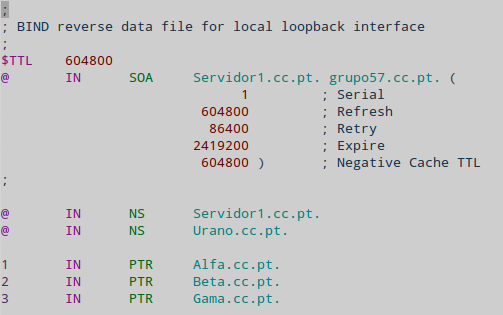 ;
; BIND reverse data file for local loopback interface
;
$TTL    604800
@       IN      SOA     Servidor1.cc.pt. grupo57.cc.pt. (
                              1         ; Serial
                         604800         ; Refresh
                          86400         ; Retry
                        2419200         ; Expire
                         604800 )       ; Negative Cache TTL
;
@       IN      NS      Servidor1.cc.pt.
@       IN      NS      Urano.cc.pt.
1       IN      PTR     Alfa.cc.pt.
2       IN      PTR     Beta.cc.pt.
3       IN      PTR     Gama.cc.pt.